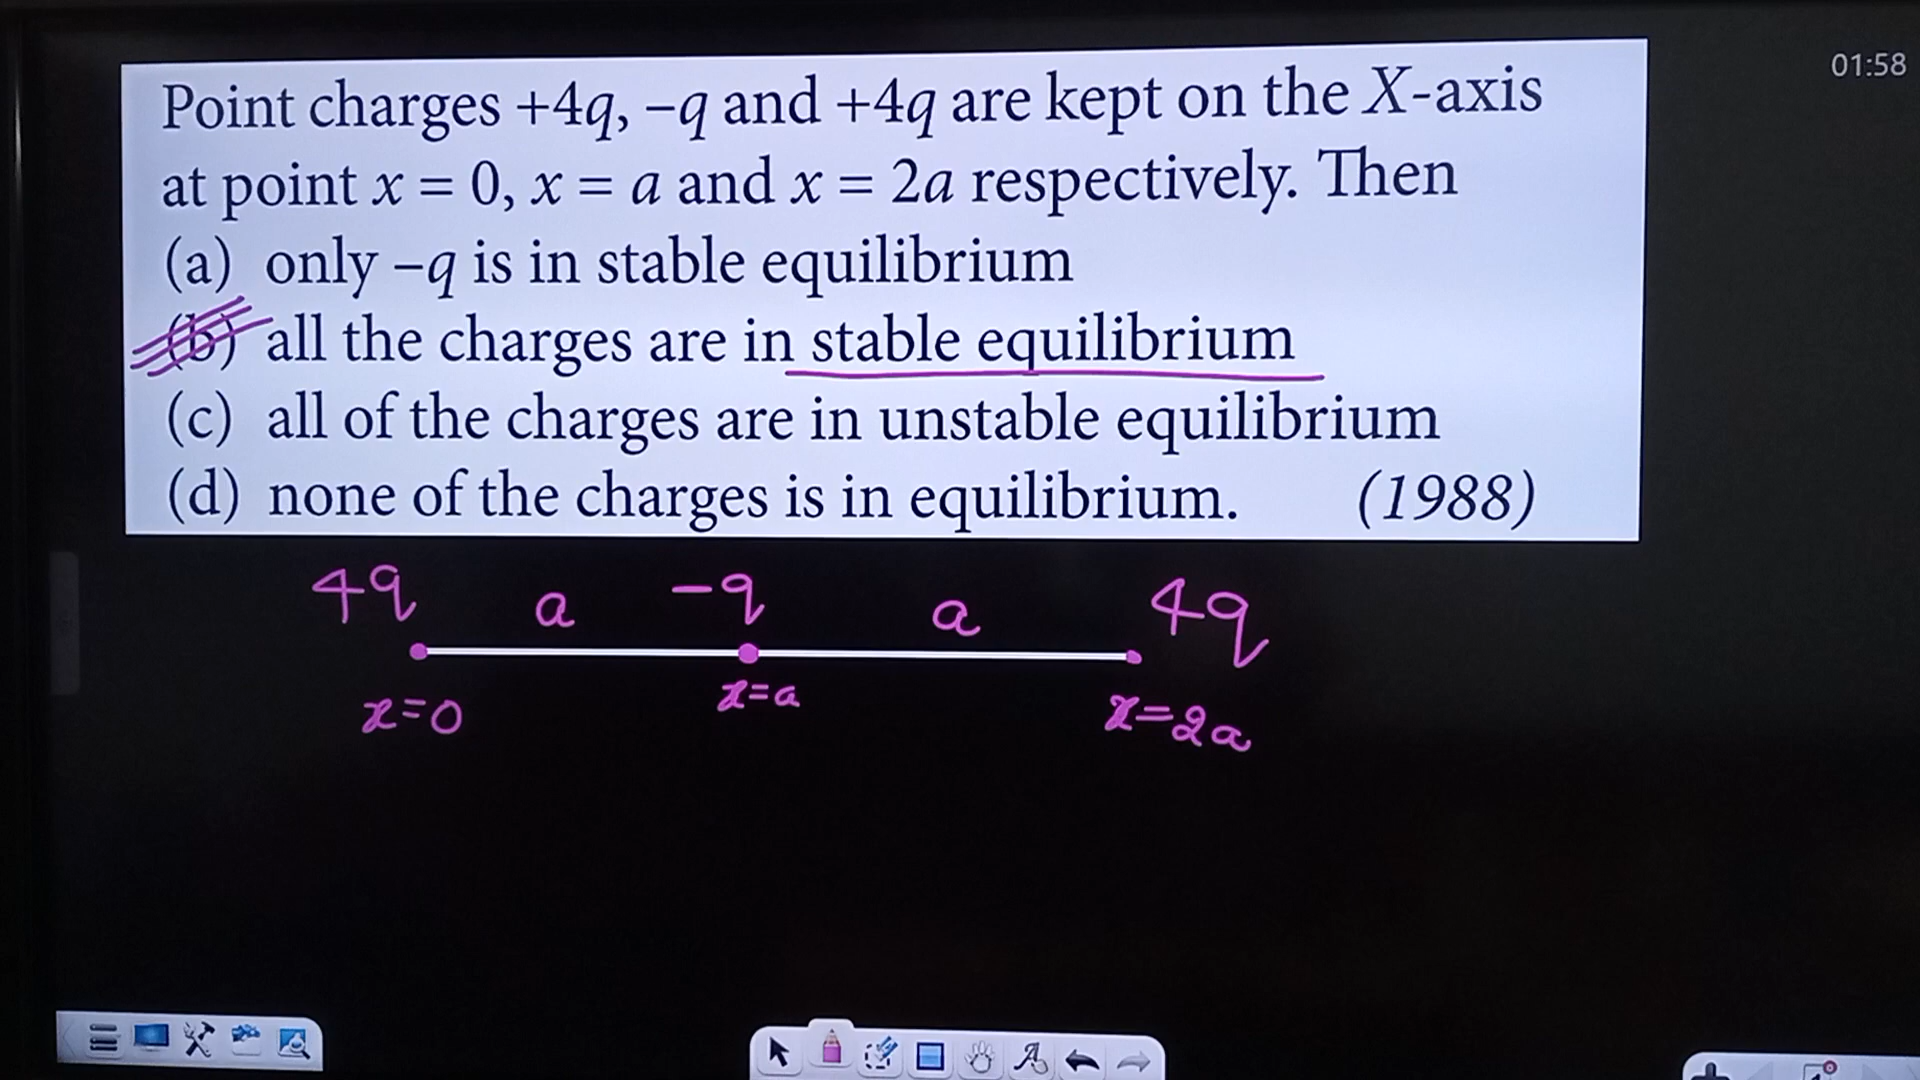 01:58
Point charges +4q, –q and +4q are kept on the X-axis
at point x = 0, x = a and x = 2a respectively. Then
(a) only –q is in stable equilibrium
(b) all the charges are in stable equilibrium
(c) all of the charges are in unstable equilibrium
(d) none of the charges is in equilibrium. (1988)
4q a -q a 4q
x=0 x=a x=2a